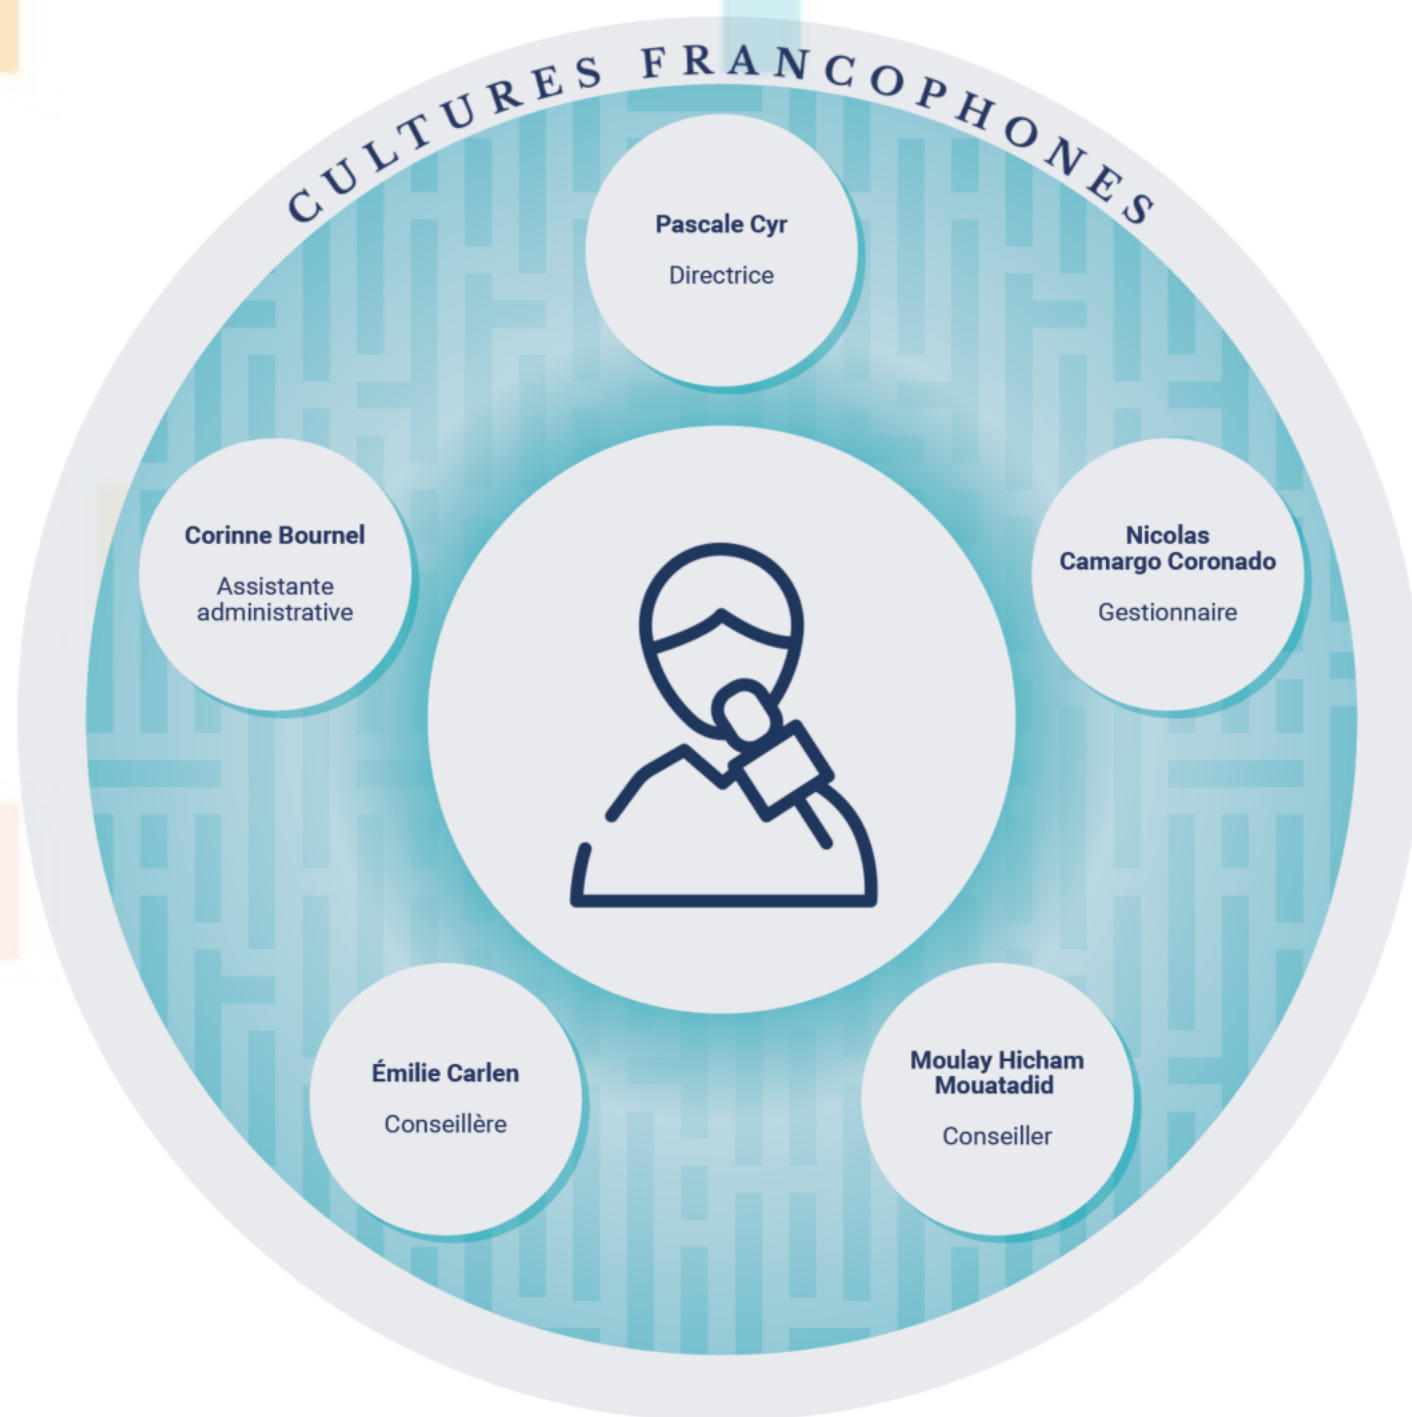 CULTURES FRANCOPHONES
Pascale Cyr
Directrice
Corinne Bournel
Assistante
administrative
Nicolas
Camargo Coronado
Gestionnaire
Émilie Carlen
Conseillère
Moulay Hicham
Mouatadid
Conseiller